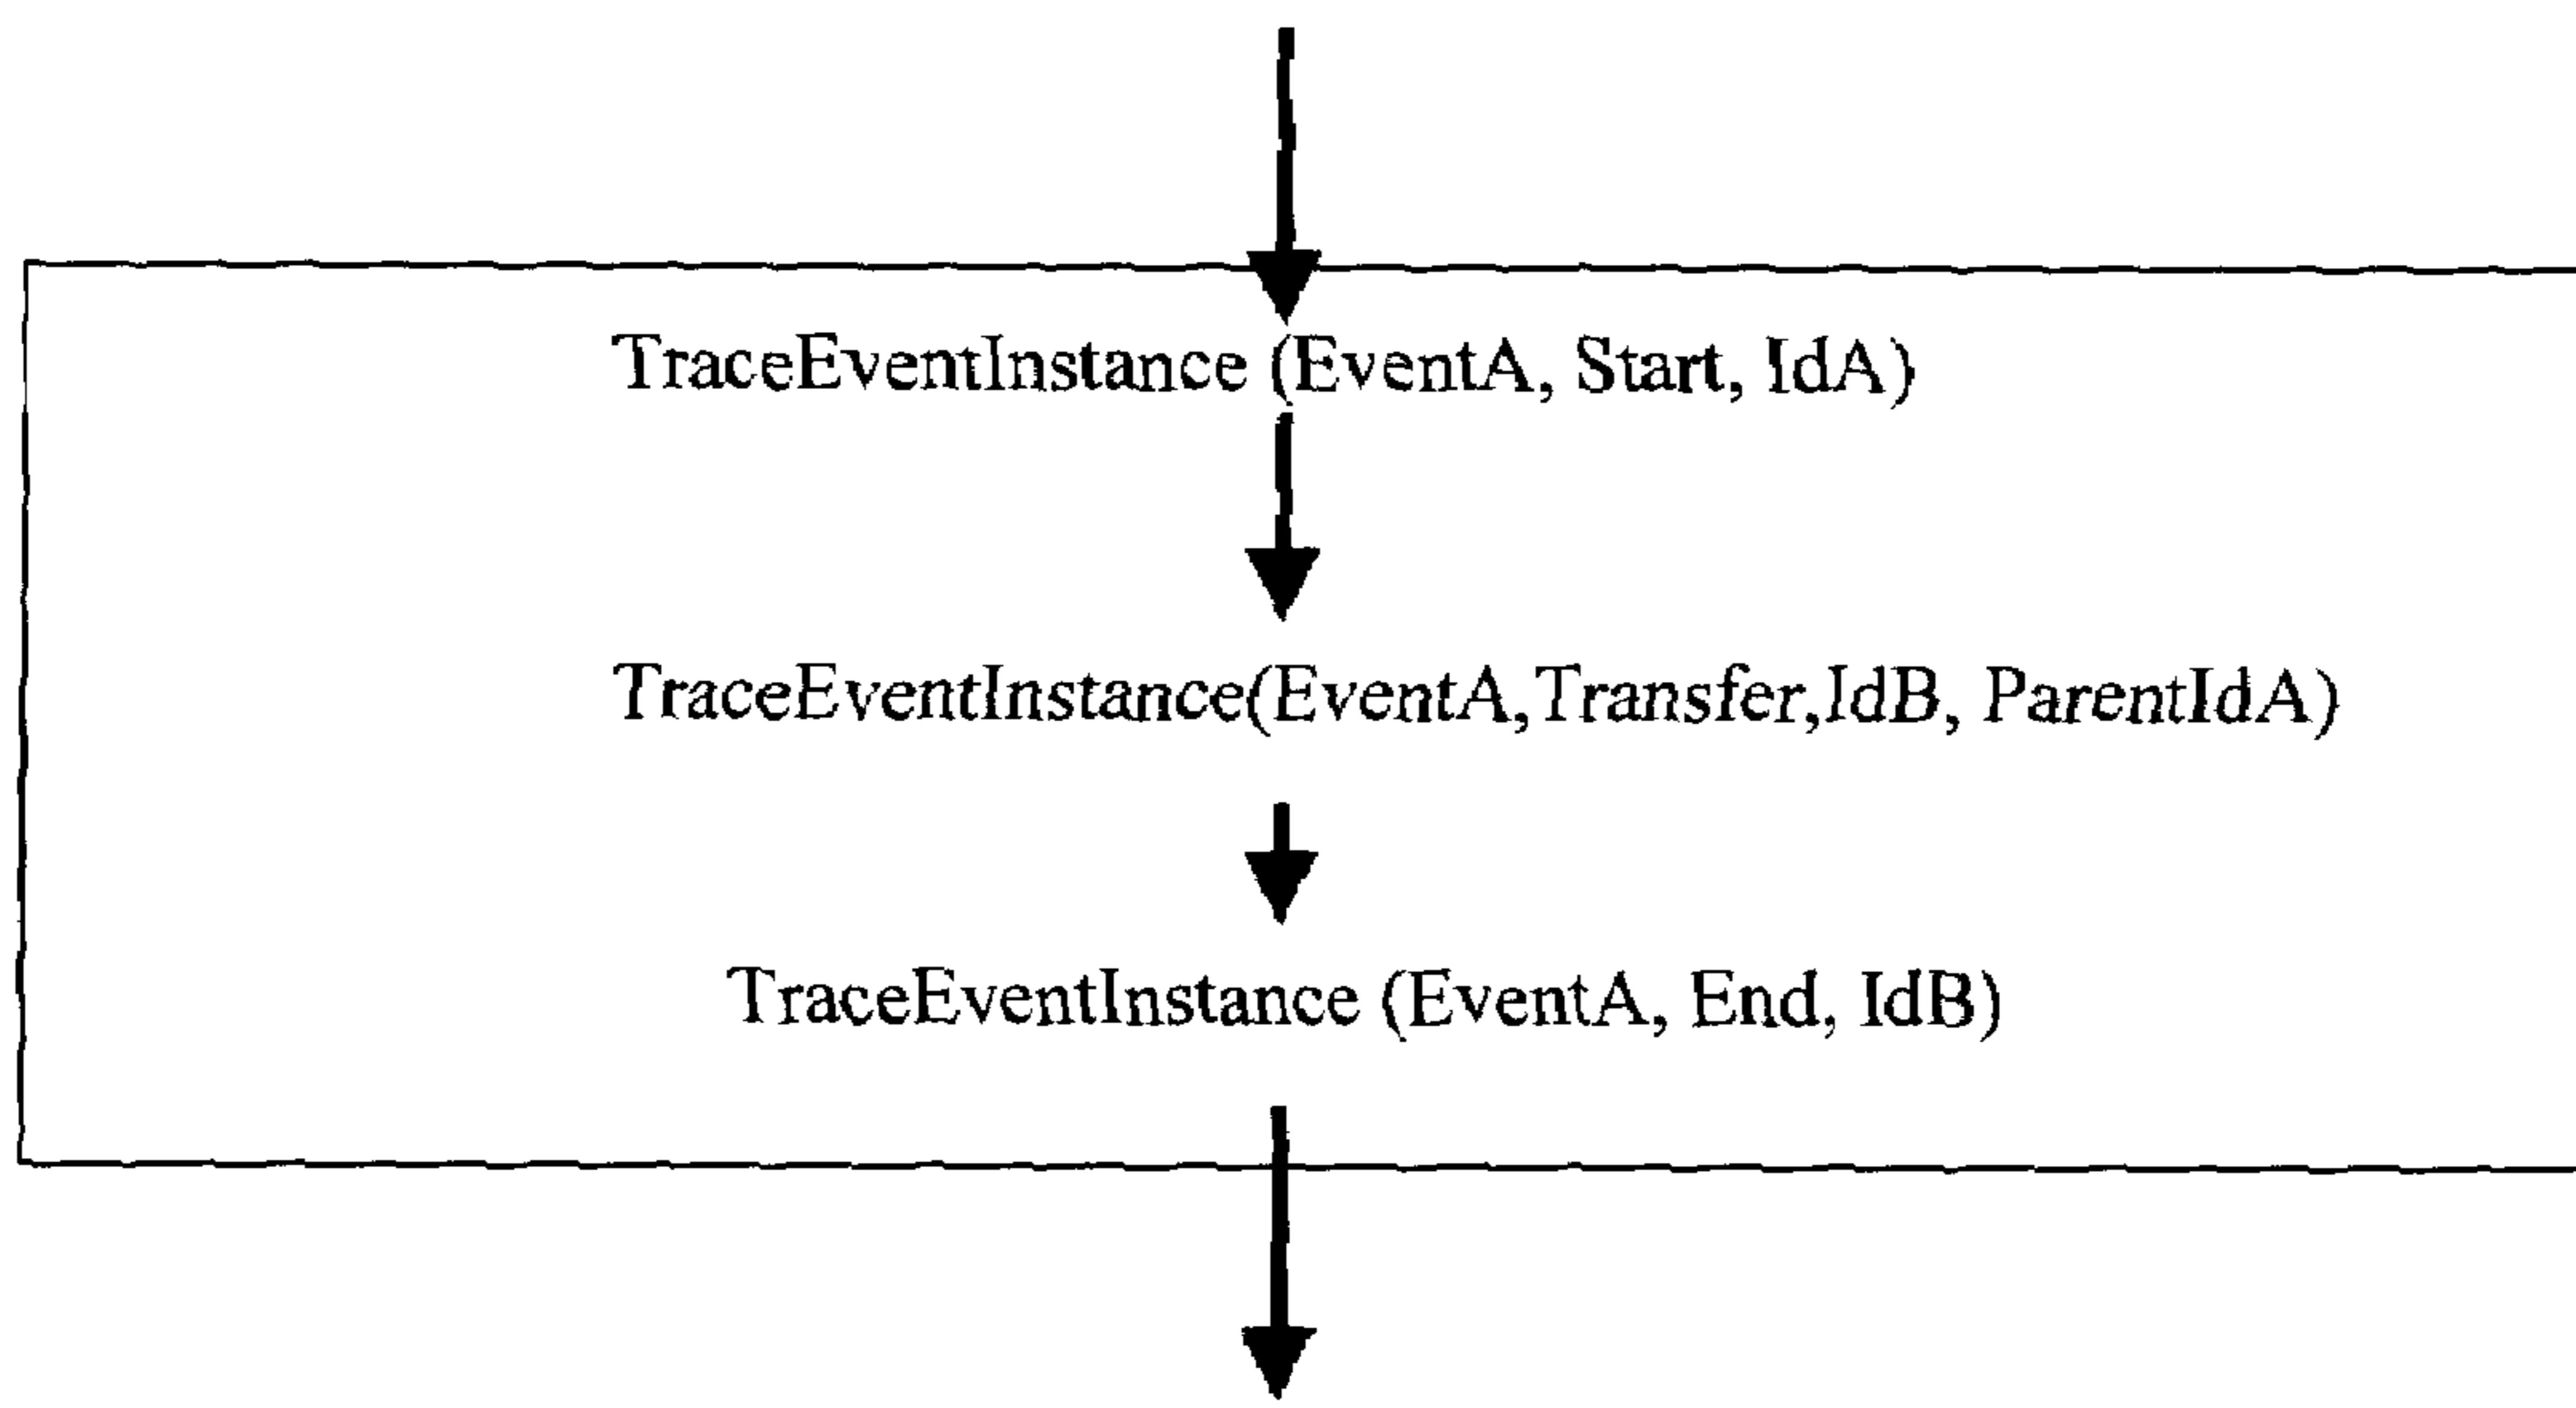 TraceEventInstance (EventA, Start, IdA)
TraceEventInstance(EventA,Transfer,IdB, ParentIdA)
TraceEventInstance (EventA, End, IdB)